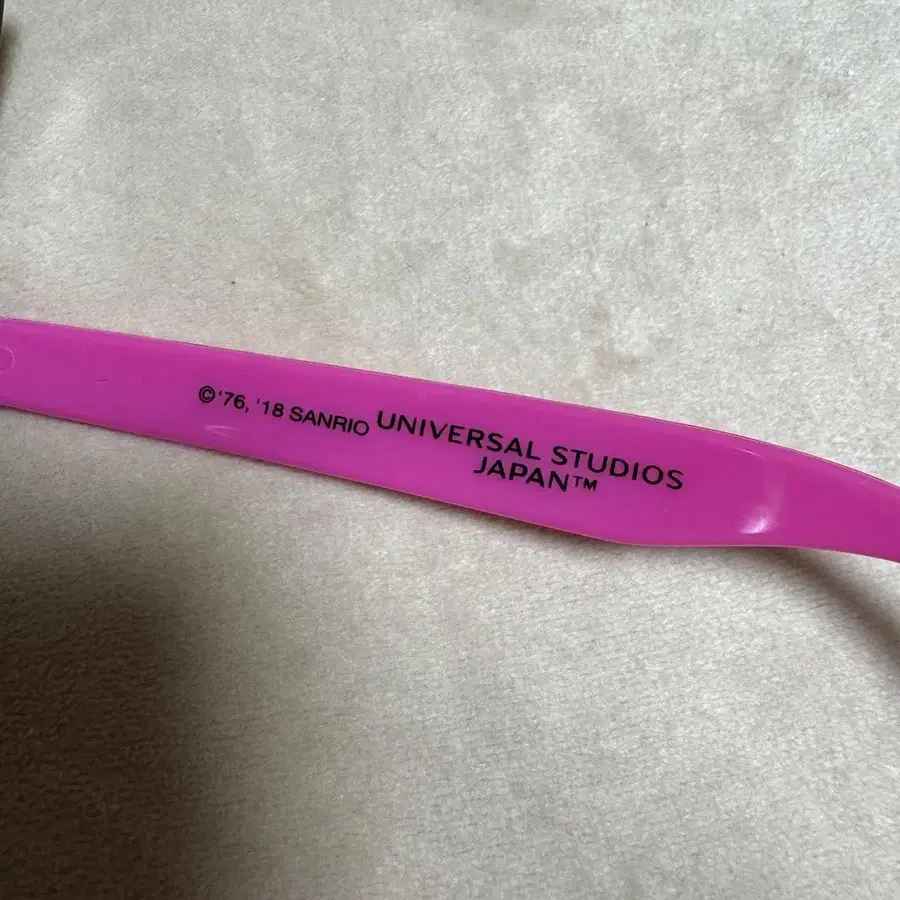 © '76, '18 SANRIO
UNIVERSAL STUDIOS
JAPAN™